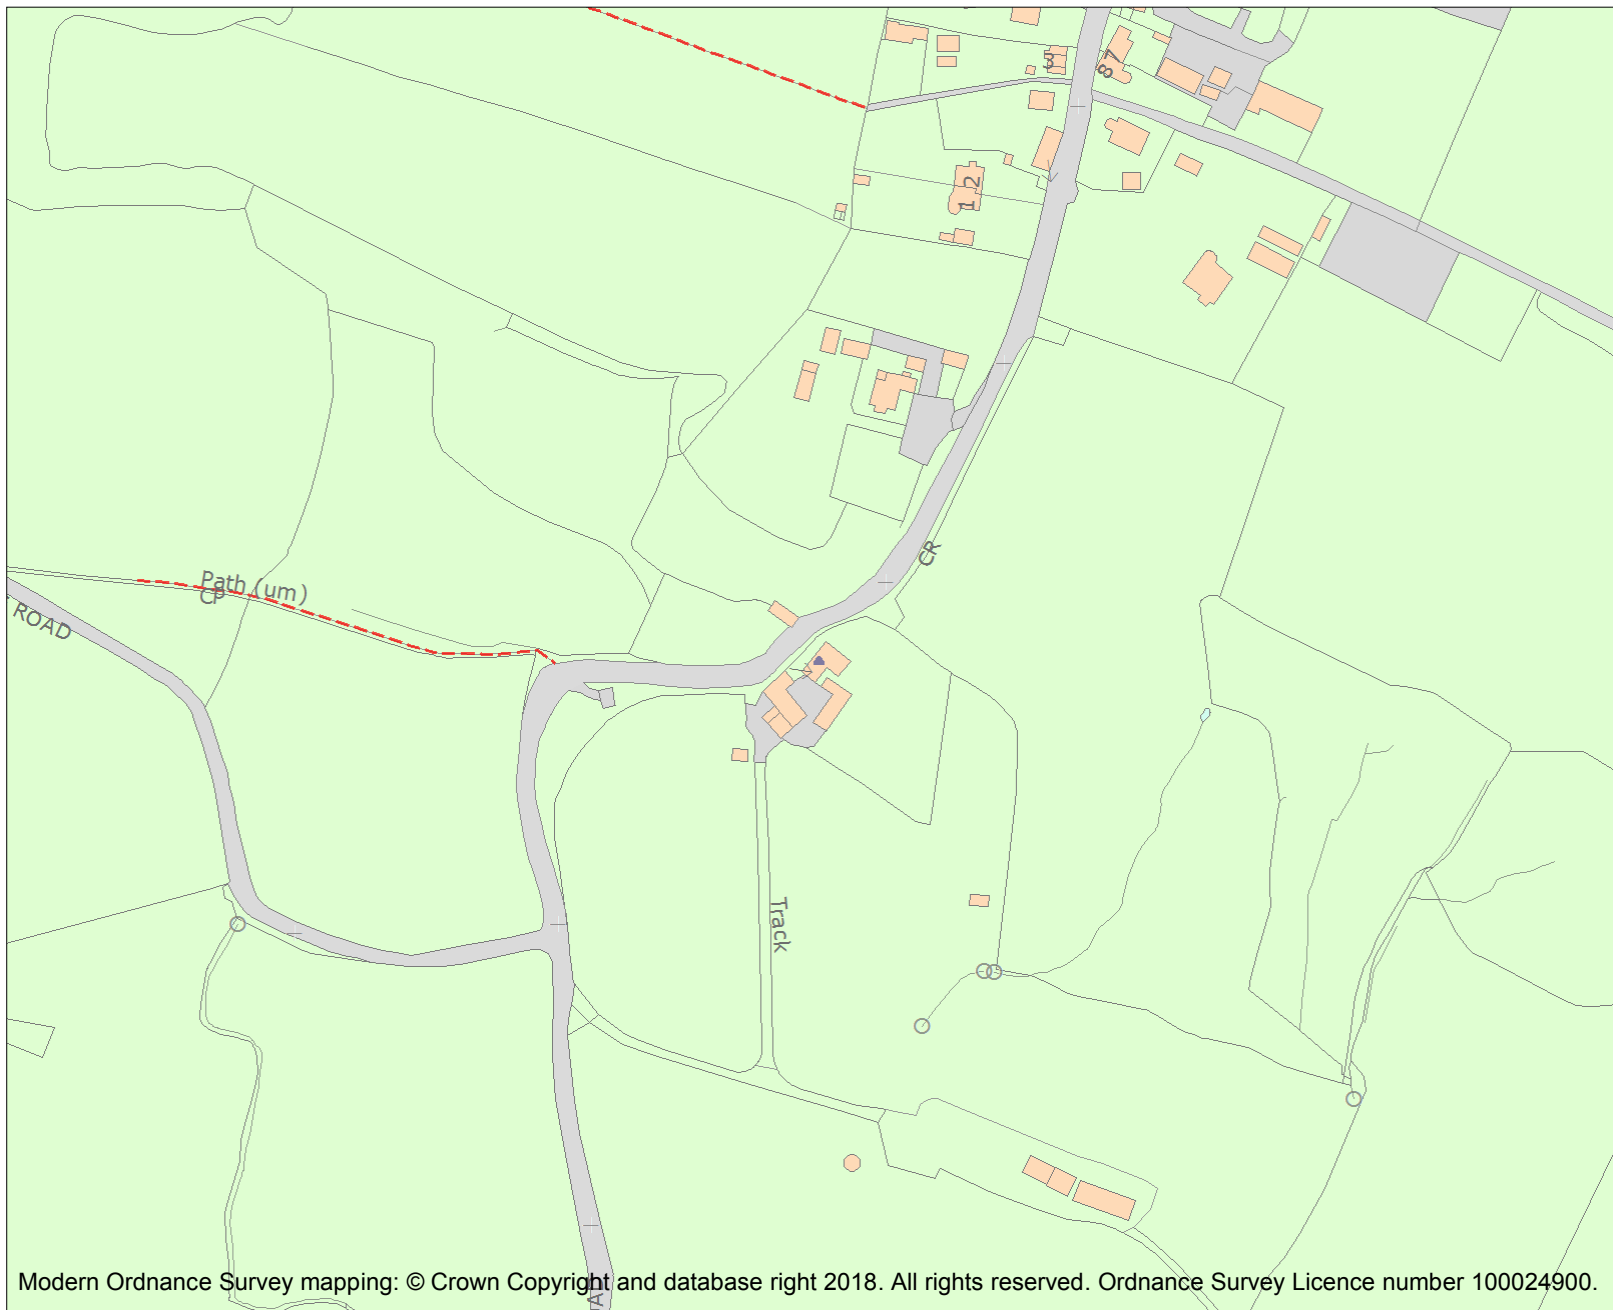 3
8 7
1 2
CR
Path (um)
CP
ROAD
Track
A
Modern Ordnance Survey mapping: © Crown Copyright and database right 2018. All rights reserved. Ordnance Survey Licence number 100024900.